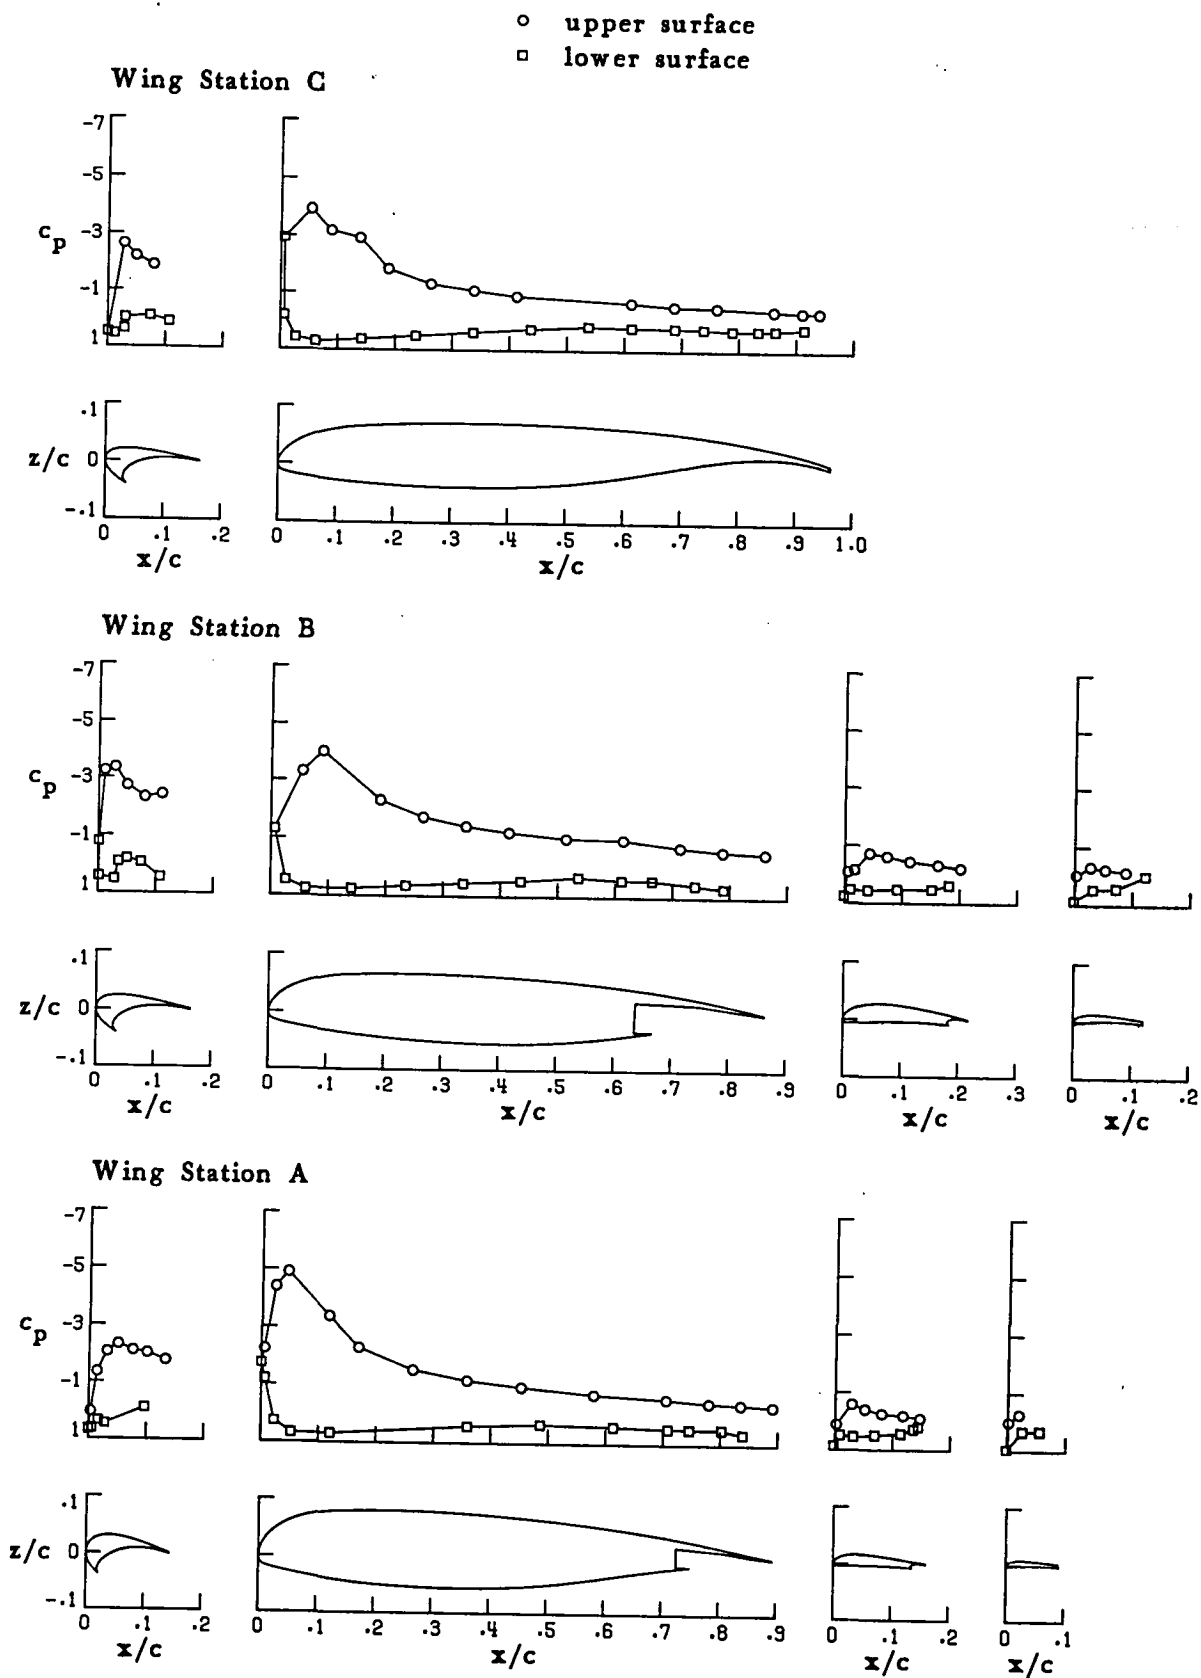 upper surface
lower surface
Wing Station C
-7
-5
-3
-1
1
c_p
.1
0
-.1
z/c
0 .1 .2
x/c
0 .1 .2 .3 .4 .5 .6 .7 .8 .9 1.0
x/c
Wing Station B
-7
-5
-3
-1
1
c_p
.1
0
-.1
z/c
0 .1 .2
x/c
0 .1 .2 .3 .4 .5 .6 .7 .8 .9
x/c
0 .1 .2 .3
x/c
0 .1 .2
x/c
Wing Station A
-7
-5
-3
-1
1
c_p
.1
0
-.1
z/c
0 .1 .2
x/c
0 .1 .2 .3 .4 .5 .6 .7 .8 .9
x/c
0 .1 .2
x/c
0 .1
x/c